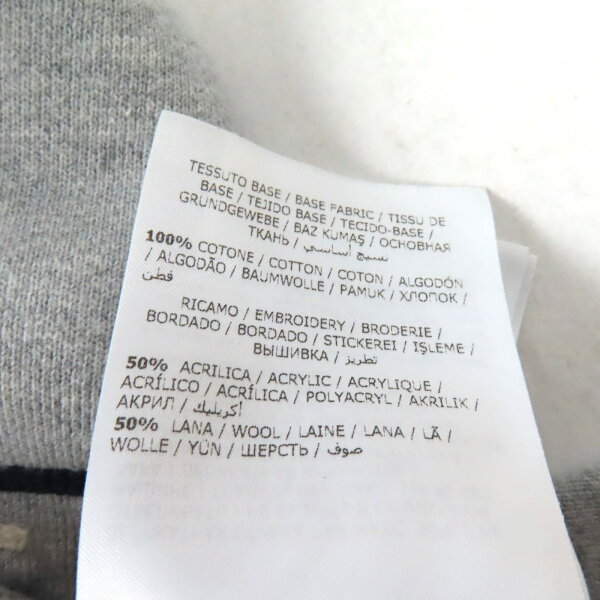 TESSUTO BASE / BASE FABRIC / TISSU DE
BASE / TEJIDO BASE / TECIDO-BASE /
GRUNDGEWEBE / BAZ KUMAŞ / ОСНОВНАЯ
ТКАНЬ / نسيج أساسي /
100% COTONE / COTTON / COTON / ALGODÓN
/ ALGODÃO / BAUMWOLLE / PAMUK / ХЛОПОК /
قطن
RICAMO / EMBROIDERY / BRODERIE /
BORDADO / BORDADO / STICKEREI / IŞLEME /
ВЫШИВКА / تطريز /
50% ACRILICA / ACRYLIC / ACRYLIQUE /
ACRÍLICO / ACRÍLICA / POLYACRYL / AKRILIK /
АКРИЛ / أكريليك /
50% LANA / WOOL / LAINE / LANA / LÃ /
WOLLE / YÜN / ШЕРСТЬ / صوف /